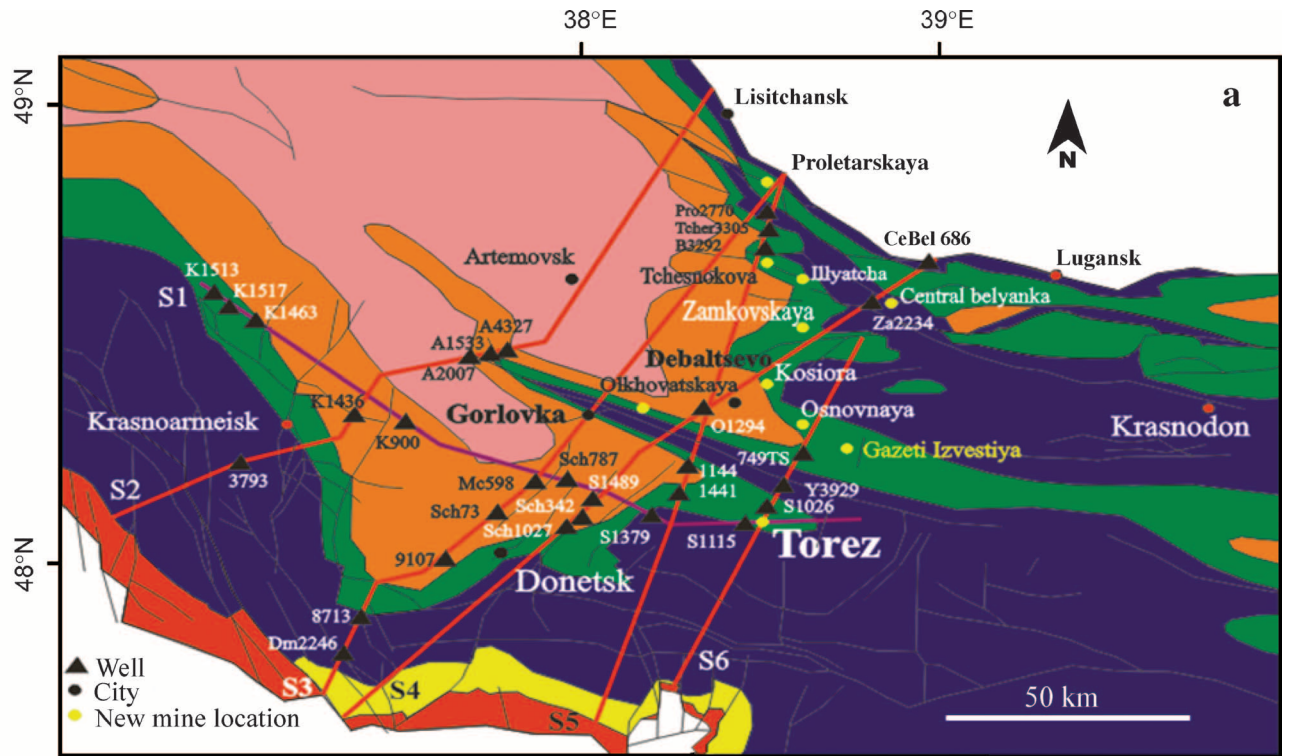 38°E
39°E
49°N
48°N
a
N
Lisitchansk
Proletarskaya
Pro2770
Tcher3305
B3292
CeBel 686
Lugansk
Artemovsk
Tchesnokova
Illyatcha
Central belyanka
K1513
K1517
K1463
S1
Zamkovskaya
Za2234
A4327
A1533
A2007
Debaltsevo
Kosiora
Olkhovatskaya
K1436
Gorlovka
O1294
Osnovnaya
Krasnoarmeisk
K900
Krasnodon
Gazeti Izvestiya
749TS
Sch787
1144
3793
Mc598
S1489
1441
Y3929
S2
Sch342
S1026
Sch73
Sch1027
S1379
S1115
Torez
9107
Donetsk
8713
Dm2246
S6
Well
S3
S4
City
S5
New mine location
50 km